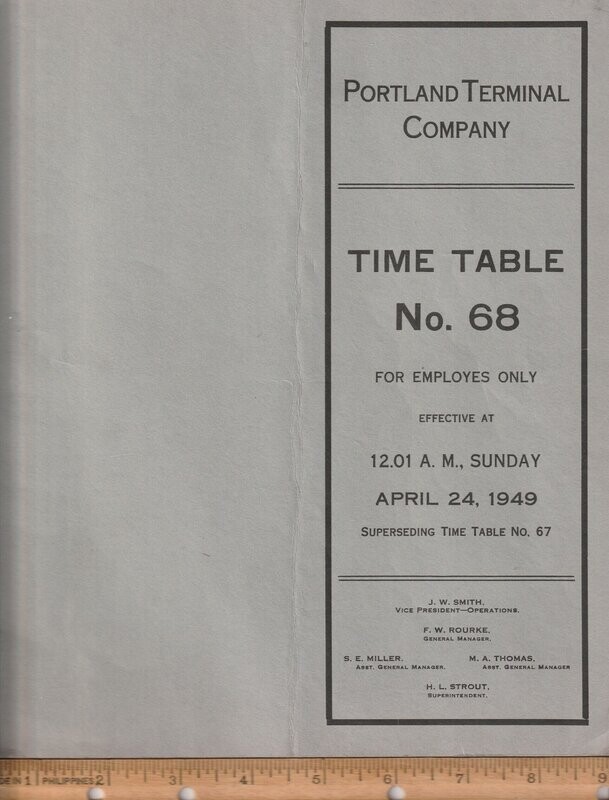 PORTLAND TERMINAL
COMPANY
TIME TABLE
No. 68
FOR EMPLOYES ONLY
EFFECTIVE AT
12.01 A. M., SUNDAY
APRIL 24, 1949
SUPERSEDING TIME TABLE NO. 67
J. W. SMITH,
VICE PRESIDENT—OPERATIONS.
F. W. ROURKE,
GENERAL MANAGER.
S. E. MILLER, M. A. THOMAS,
ASST. GENERAL MANAGER. ASST. GENERAL MANAGER
H. L. STROUT,
SUPERINTENDENT.
DE IN 1 PHILIPPINES 2 3 4 5 6 7 8 9